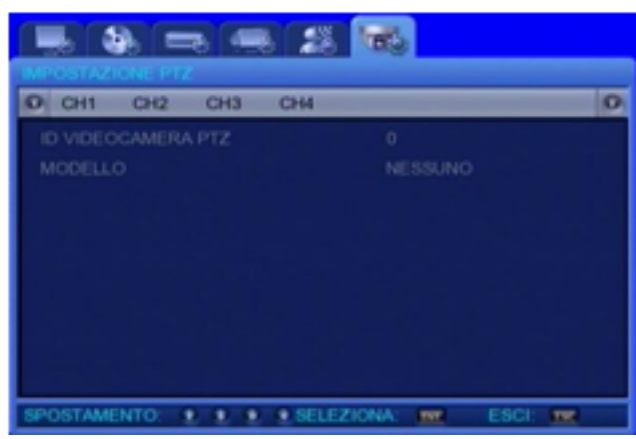 IMPOSTAZIONE PTZ
CH1 CH2 CH3 CH4
ID VIDEOCAMERA PTZ 0
MODELLO NESSUNO
SPOSTAMENTO: SELEZIONA: ESCI: